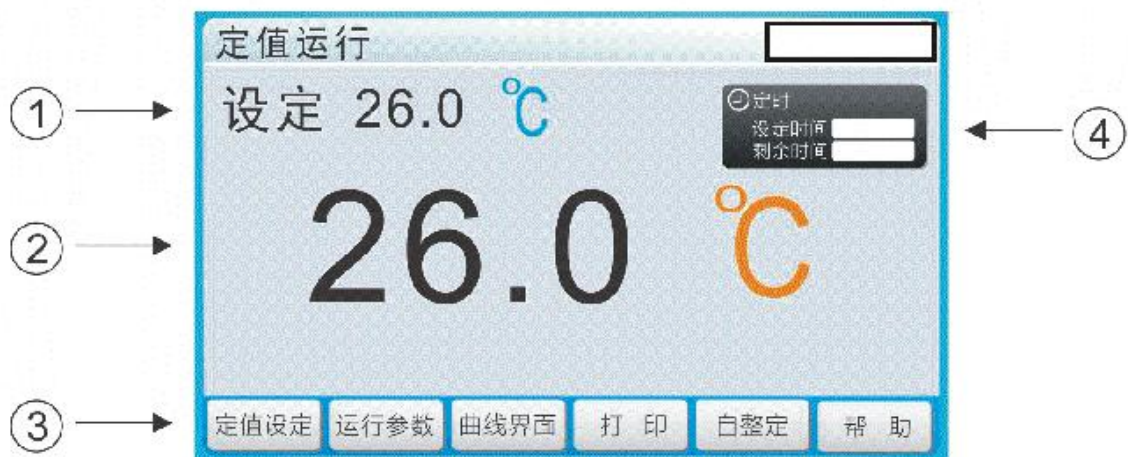 定值运行
① 设定 26.0 ℃
定时
设定时间
剩余时间
④
② 26.0 ℃
③ 定值设定 运行参数 曲线界面 打 印 自整定 帮 助